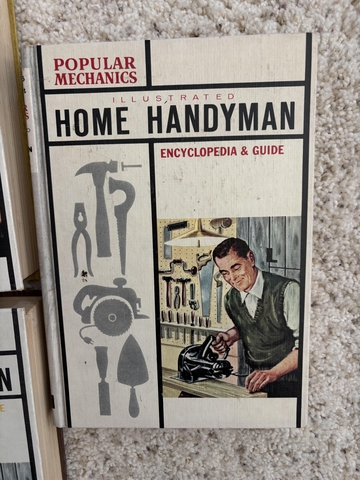 POPULAR
MECHANICS
ILLUSTRATED
HOME HANDYMAN
ENCYCLOPEDIA & GUIDE
N